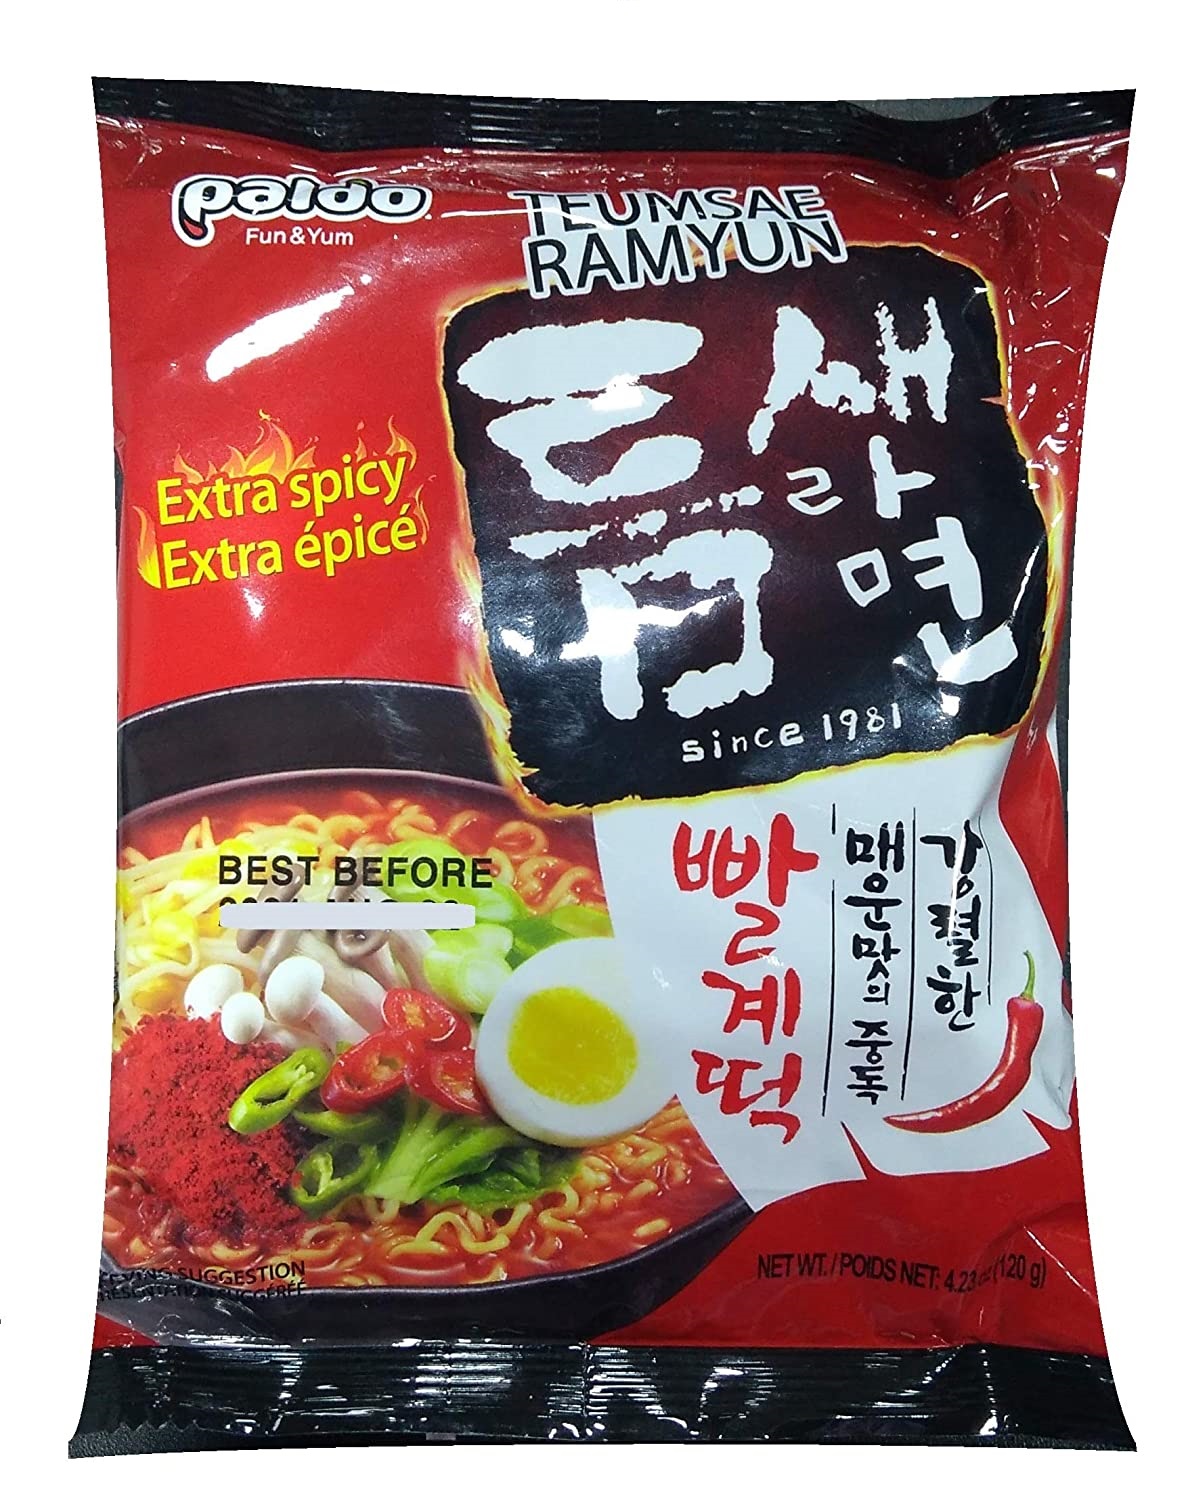 paldo
Fun & Yum
TEUMSAE
RAMYUN
틈새
라
면
since 1981
Extra spicy
Extra épicé
BEST BEFORE
강렬한
매운맛의 중독
빨계떡
SUGGESTION
NET WT. / POIDS NET: 4.23 oz (120 g)